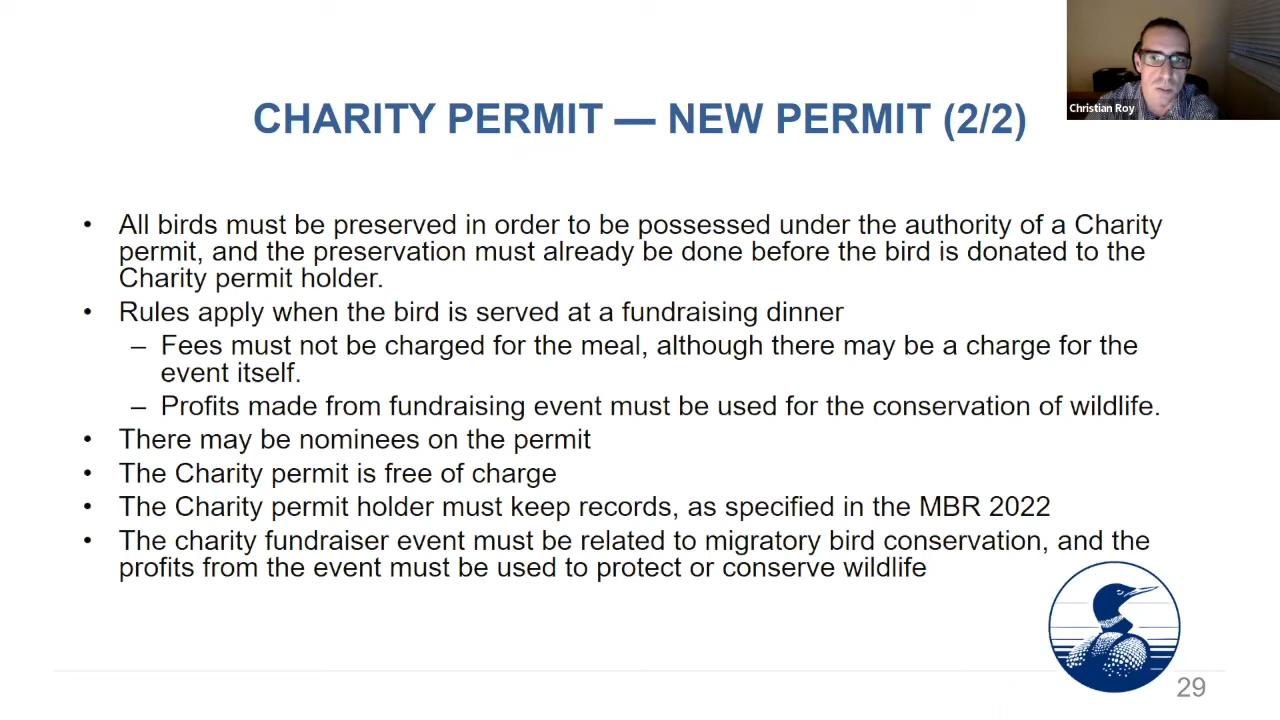 Christian Roy
CHARITY PERMIT — NEW PERMIT (2/2)
• All birds must be preserved in order to be possessed under the authority of a Charity
permit, and the preservation must already be done before the bird is donated to the
Charity permit holder.
• Rules apply when the bird is served at a fundraising dinner
– Fees must not be charged for the meal, although there may be a charge for the
event itself.
– Profits made from fundraising event must be used for the conservation of wildlife.
• There may be nominees on the permit
• The Charity permit is free of charge
• The Charity permit holder must keep records, as specified in the MBR 2022
• The charity fundraiser event must be related to migratory bird conservation, and the
profits from the event must be used to protect or conserve wildlife
29